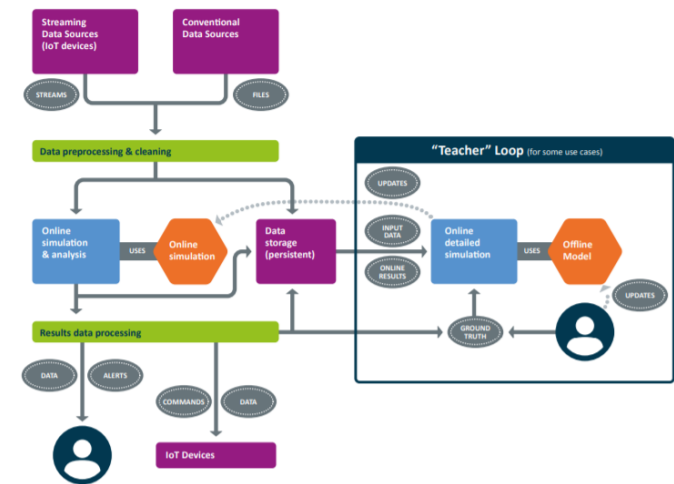 Streaming
Data Sources
(IoT devices)
Conventional
Data Sources
STREAMS
FILES
Data preprocessing & cleaning
"Teacher" Loop (for some use cases)
UPDATES
Online
simulation
& analysis
USES
Online
simulation
Data
storage
(persistent)
INPUT
DATA
ONLINE
RESULTS
Online
detailed
simulation
USES
Offline
Model
UPDATES
Results data processing
GROUND
TRUTH
DATA
ALERTS
COMMANDS
DATA
IoT Devices